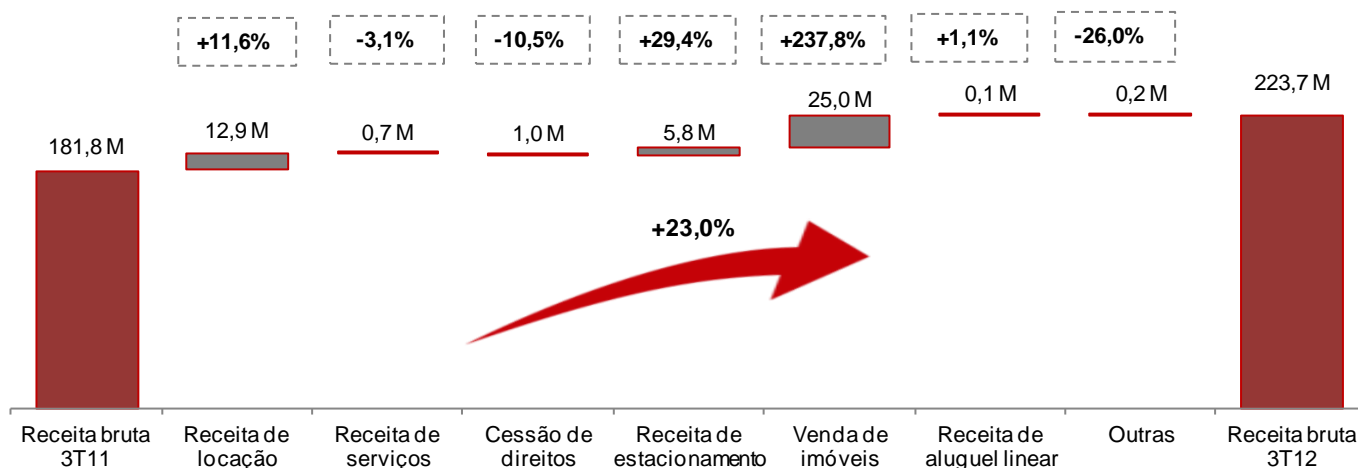 +11,6%
-3,1%
-10,5%
+29,4%
+237,8%
+1,1%
-26,0%
181,8 M
12,9 M
0,7 M
1,0 M
5,8 M
25,0 M
0,1 M
0,2 M
223,7 M
+23,0%
Receita bruta
3T11
Receita de
locação
Receita de
serviços
Cessão de
direitos
Receita de
estacionamento
Venda de
imóveis
Receita de
aluguel linear
Outras
Receita bruta
3T12